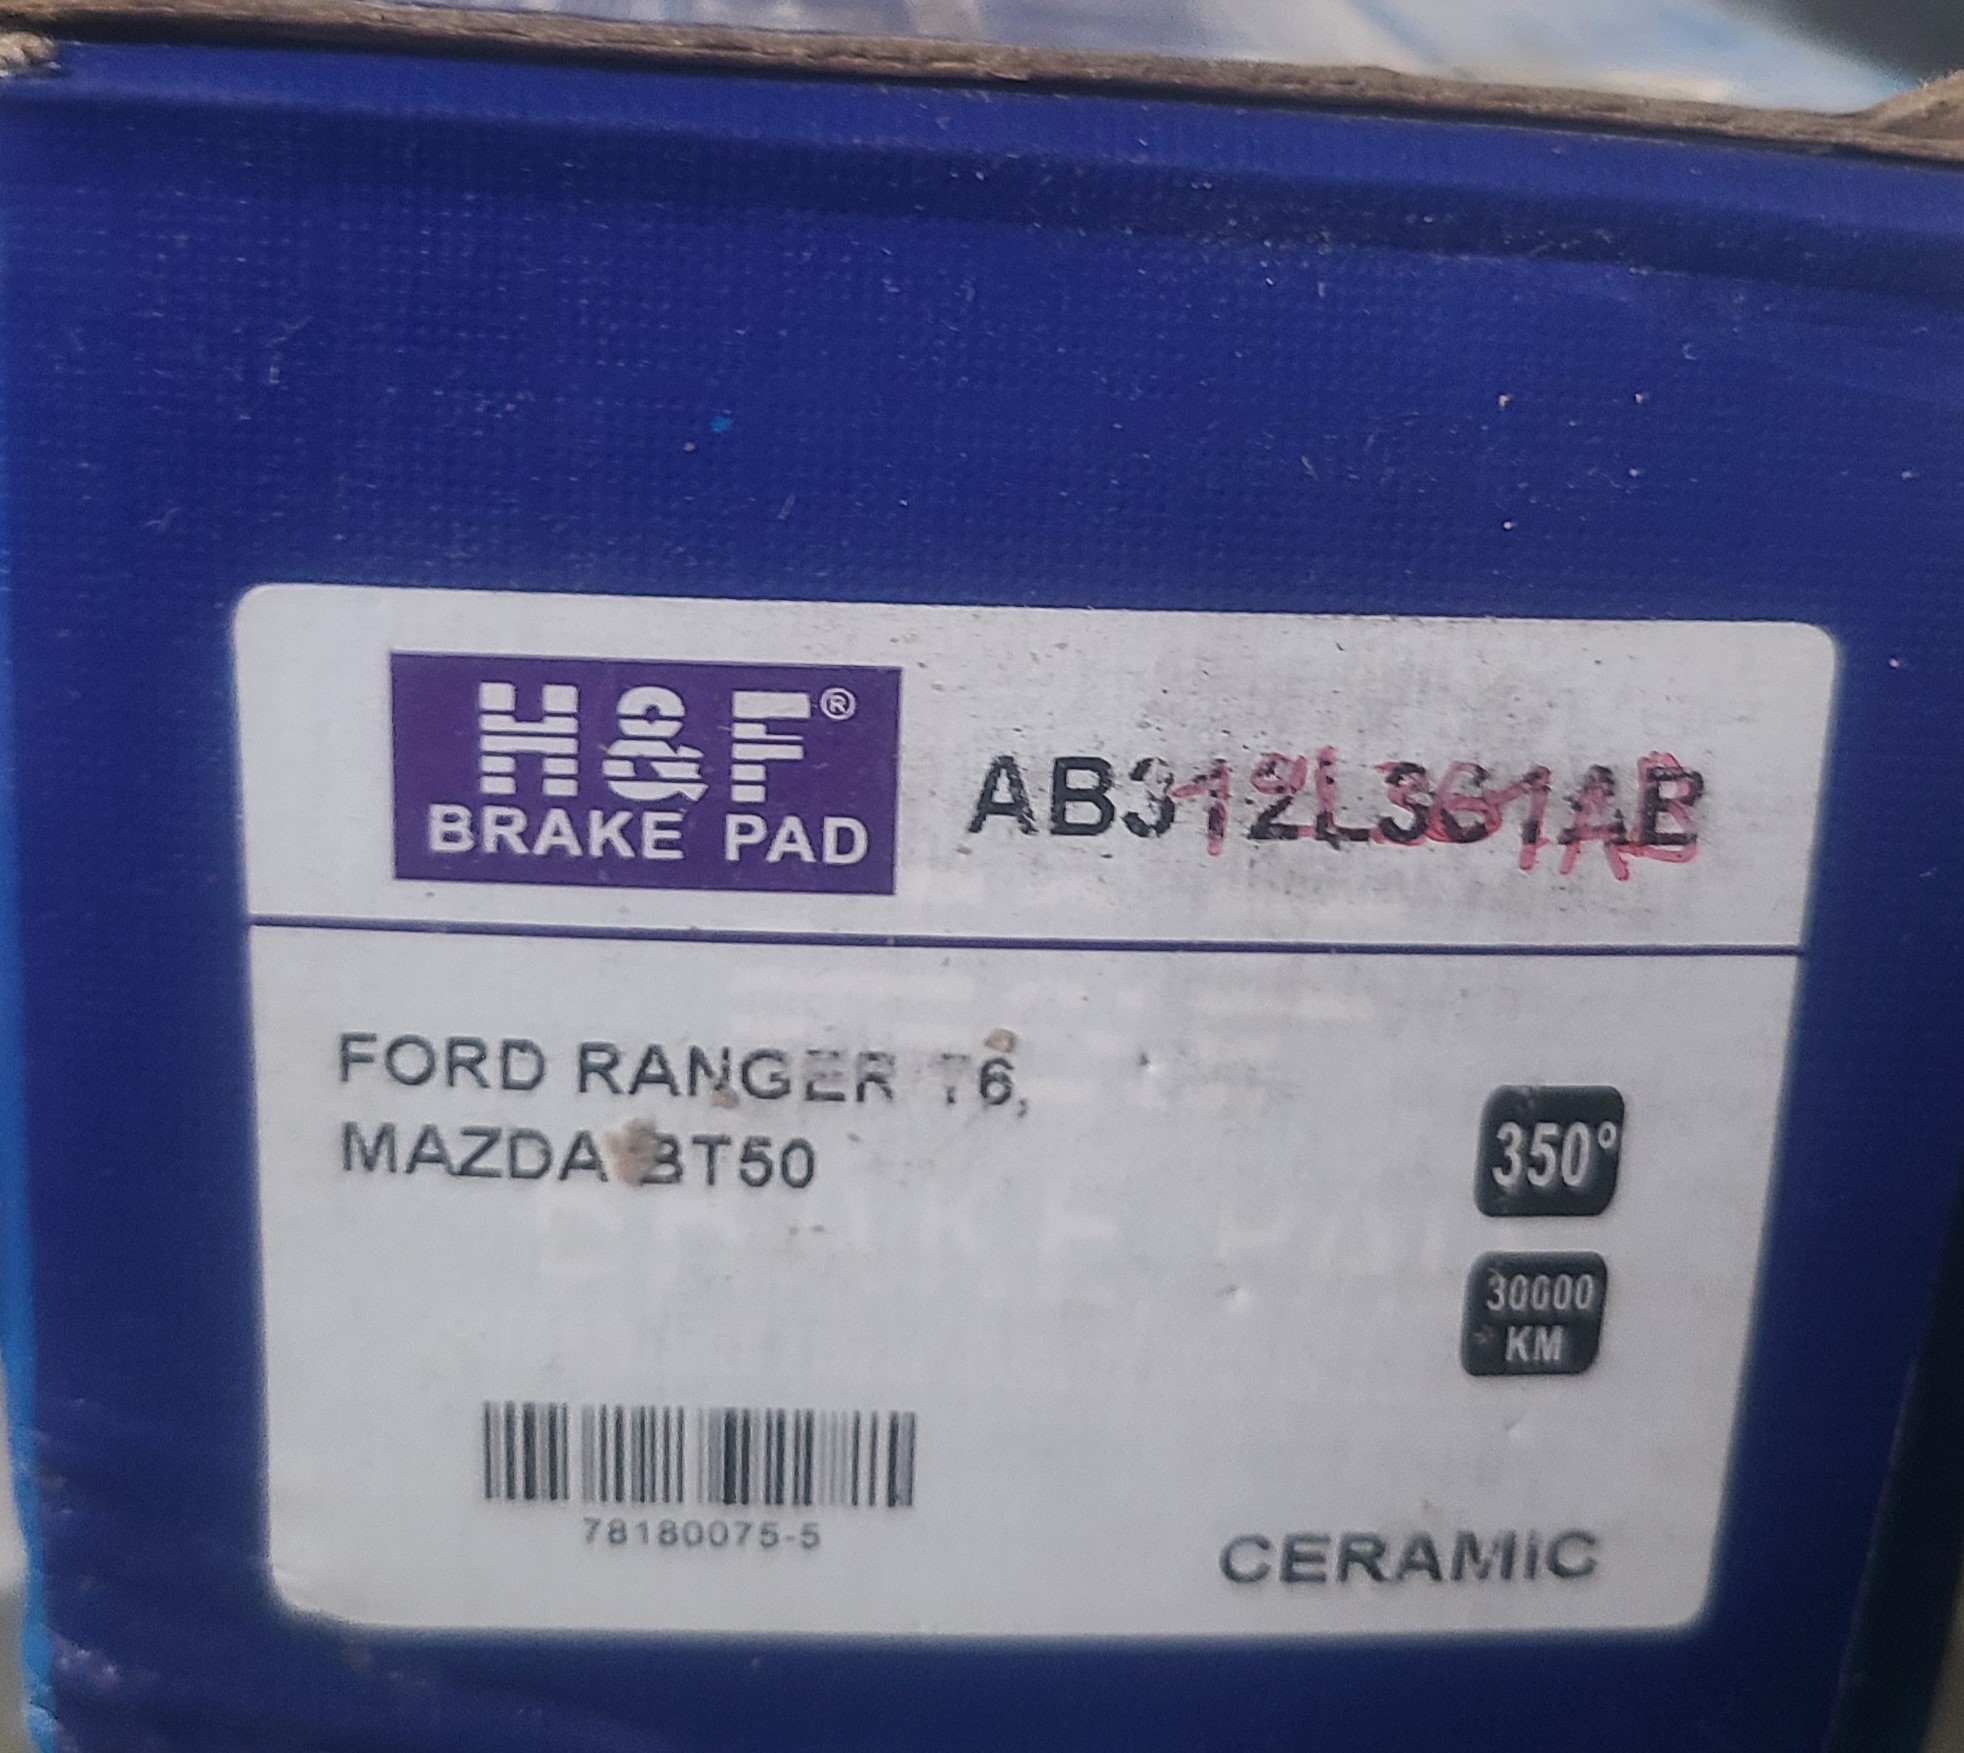 H&F®
BRAKE PAD
AB312L361AB
FORD RANGER T6,
MAZDA BT50
350°
30000
KM
78180075-5
CERAMIC